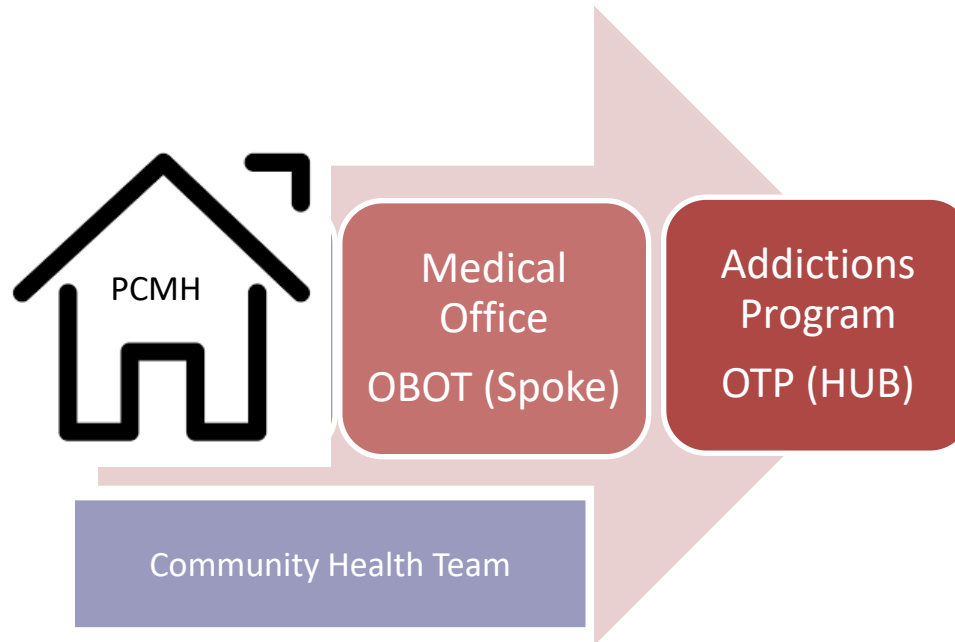 PCMH
Medical
Office
OBOT (Spoke)
Addictions
Program
OTP (HUB)
Community Health Team